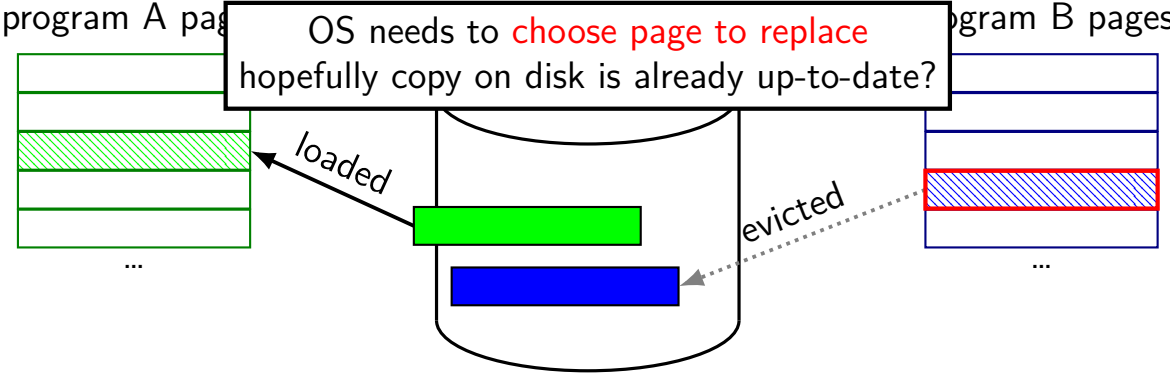 program A pag
OS needs to choose page to replace
hopefully copy on disk is already up-to-date?
ogram B pages
loaded
evicted
...
...